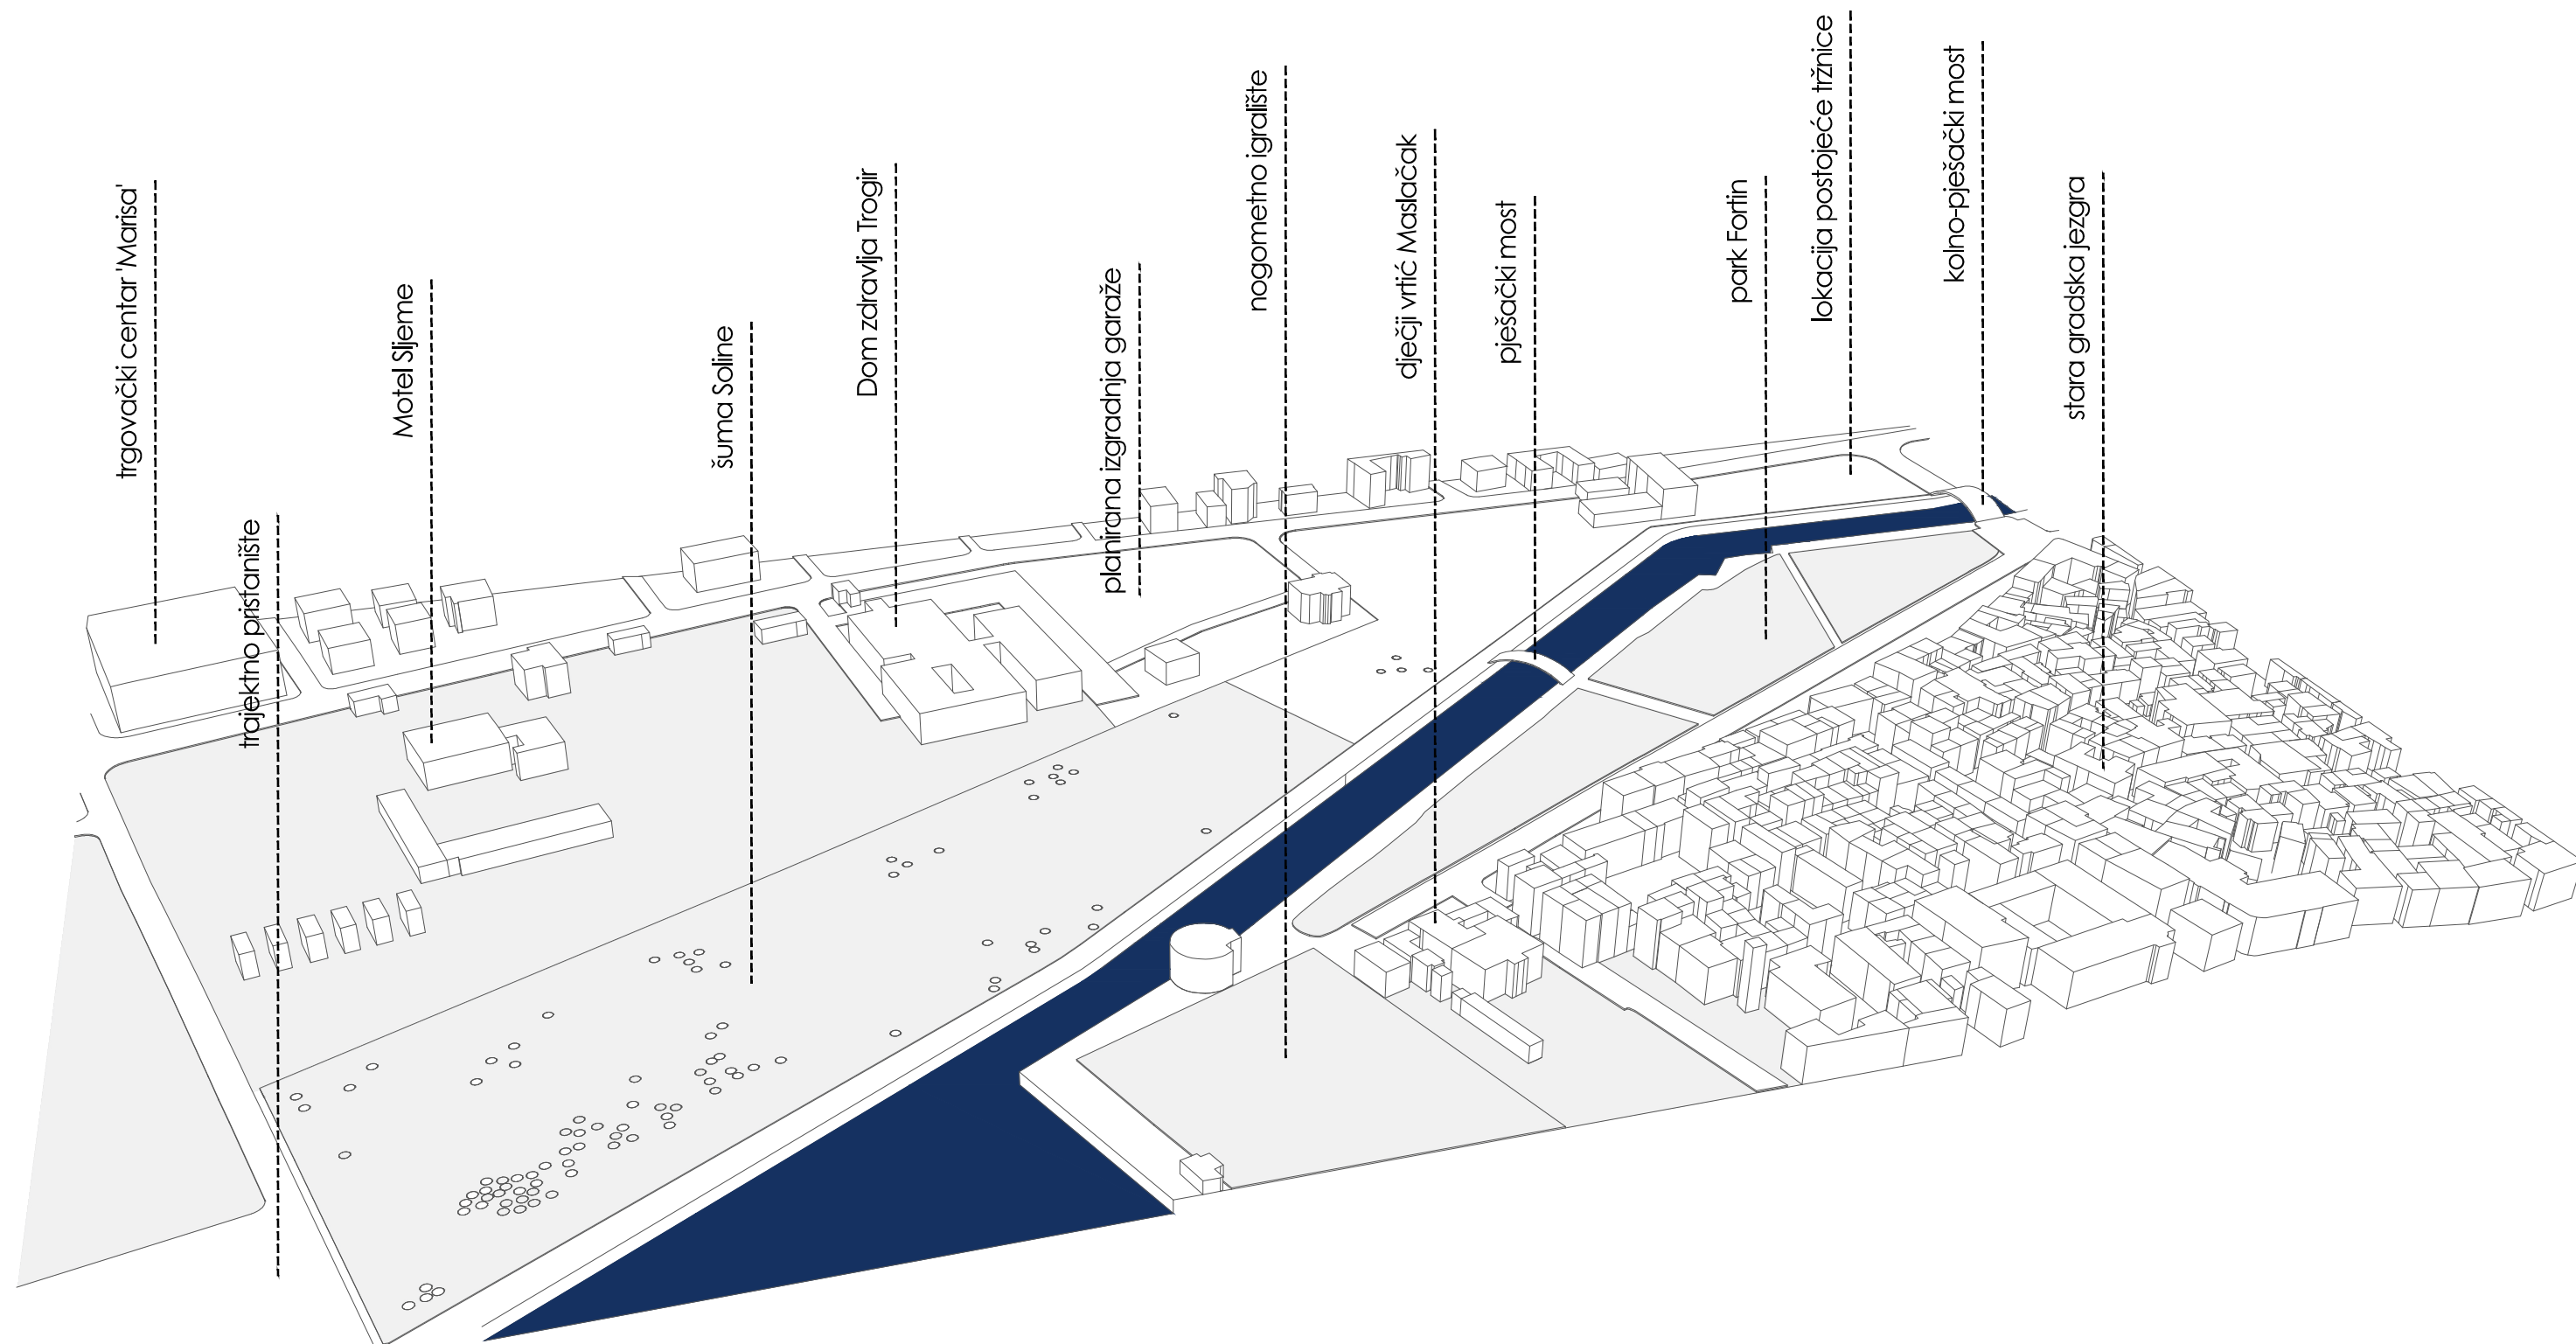 trgovački centar 'Marisa'
trajektno pristanište
Motel Sljeme
šuma Soline
Dom zdravlja Trogir
planirana izgradnja garaže
nogometno igralište
dječji vrtić Maslačak
pješački most
park Fortin
lokacija postojeće tržnice
kolno-pješački most
stara gradska jezgra